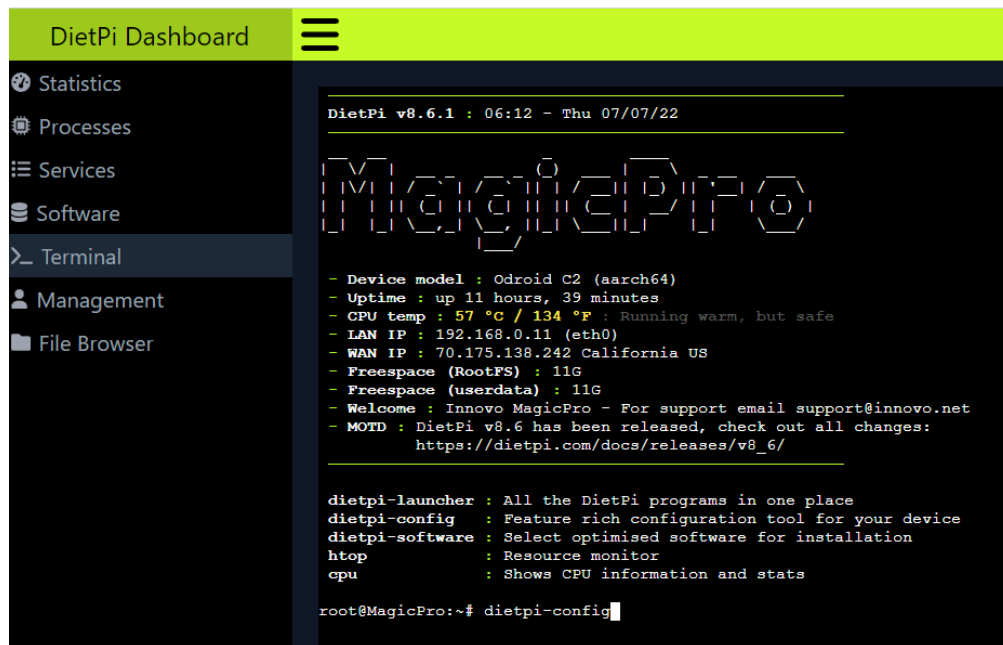 DietPi Dashboard
Statistics
Processes
Services
Software
Terminal
Management
File Browser
DietPi v8.6.1 : 06:12 - Thu 07/07/22
MagicPro
- Device model : Odroid C2 (aarch64)
- Uptime : up 11 hours, 39 minutes
- CPU temp : 57 °C / 134 °F : Running warm, but safe
- LAN IP : 192.168.0.11 (eth0)
- WAN IP : 70.175.138.242 California US
- Freespace (RootFS) : 11G
- Freespace (userdata) : 11G
- Welcome : Innovo MagicPro - For support email support@innovo.net
- MOTD : DietPi v8.6 has been released, check out all changes:
https://dietpi.com/docs/releases/v8_6/
dietpi-launcher : All the DietPi programs in one place
dietpi-config : Feature rich configuration tool for your device
dietpi-software : Select optimised software for installation
htop : Resource monitor
cpu : Shows CPU information and stats
root@MagicPro:~# dietpi-config